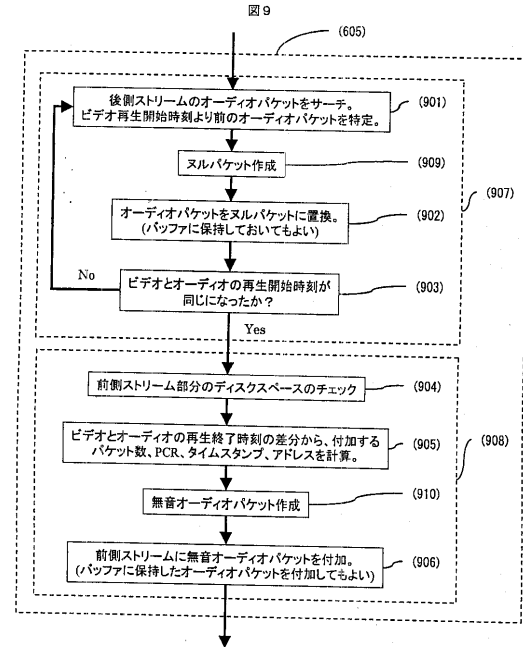 図9
(605)
後側ストリームのオーディオパケットをサーチ。
ビデオ再生開始時刻より前のオーディオパケットを特定。
(901)
ヌルパケット作成
(909)
オーディオパケットをヌルパケットに置換。
(バッファに保持しておいてもよい)
(902)
(907)
No
ビデオとオーディオの再生開始時刻が
同じになったか？
(903)
Yes
前側ストリーム部分のディスクスペースのチェック
(904)
ビデオとオーディオの再生終了時刻の差分から、付加する
パケット数、PCR、タイムスタンプ、アドレスを計算。
(905)
(908)
無音オーディオパケット作成
(910)
前側ストリームに無音オーディオパケットを付加。
(バッファに保持したオーディオパケットを付加してもよい)
(906)